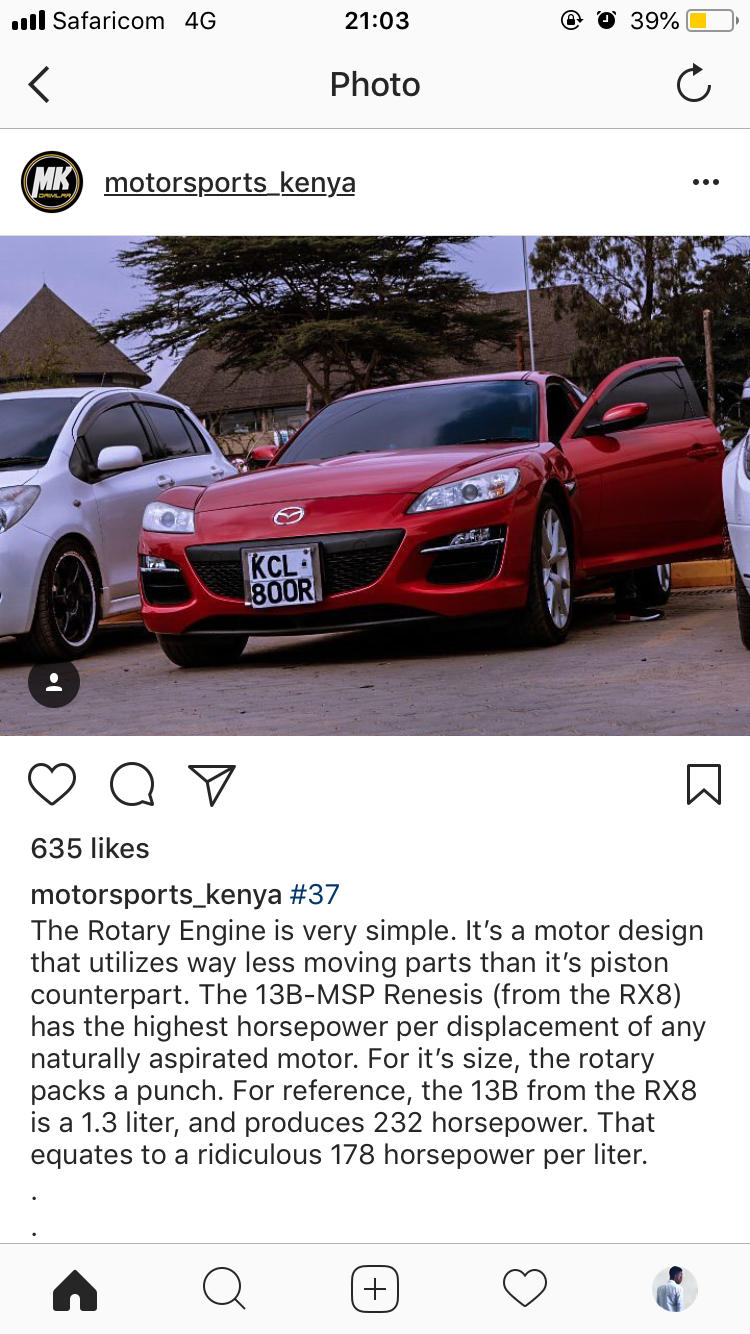 Safaricom 4G 21:03 39%
Photo
MK
motorsports_kenya
KCL
800R
635 likes
motorsports_kenya #37
The Rotary Engine is very simple. It’s a motor design
that utilizes way less moving parts than it’s piston
counterpart. The 13B-MSP Renesis (from the RX8)
has the highest horsepower per displacement of any
naturally aspirated motor. For it’s size, the rotary
packs a punch. For reference, the 13B from the RX8
is a 1.3 liter, and produces 232 horsepower. That
equates to a ridiculous 178 horsepower per liter.
.
.